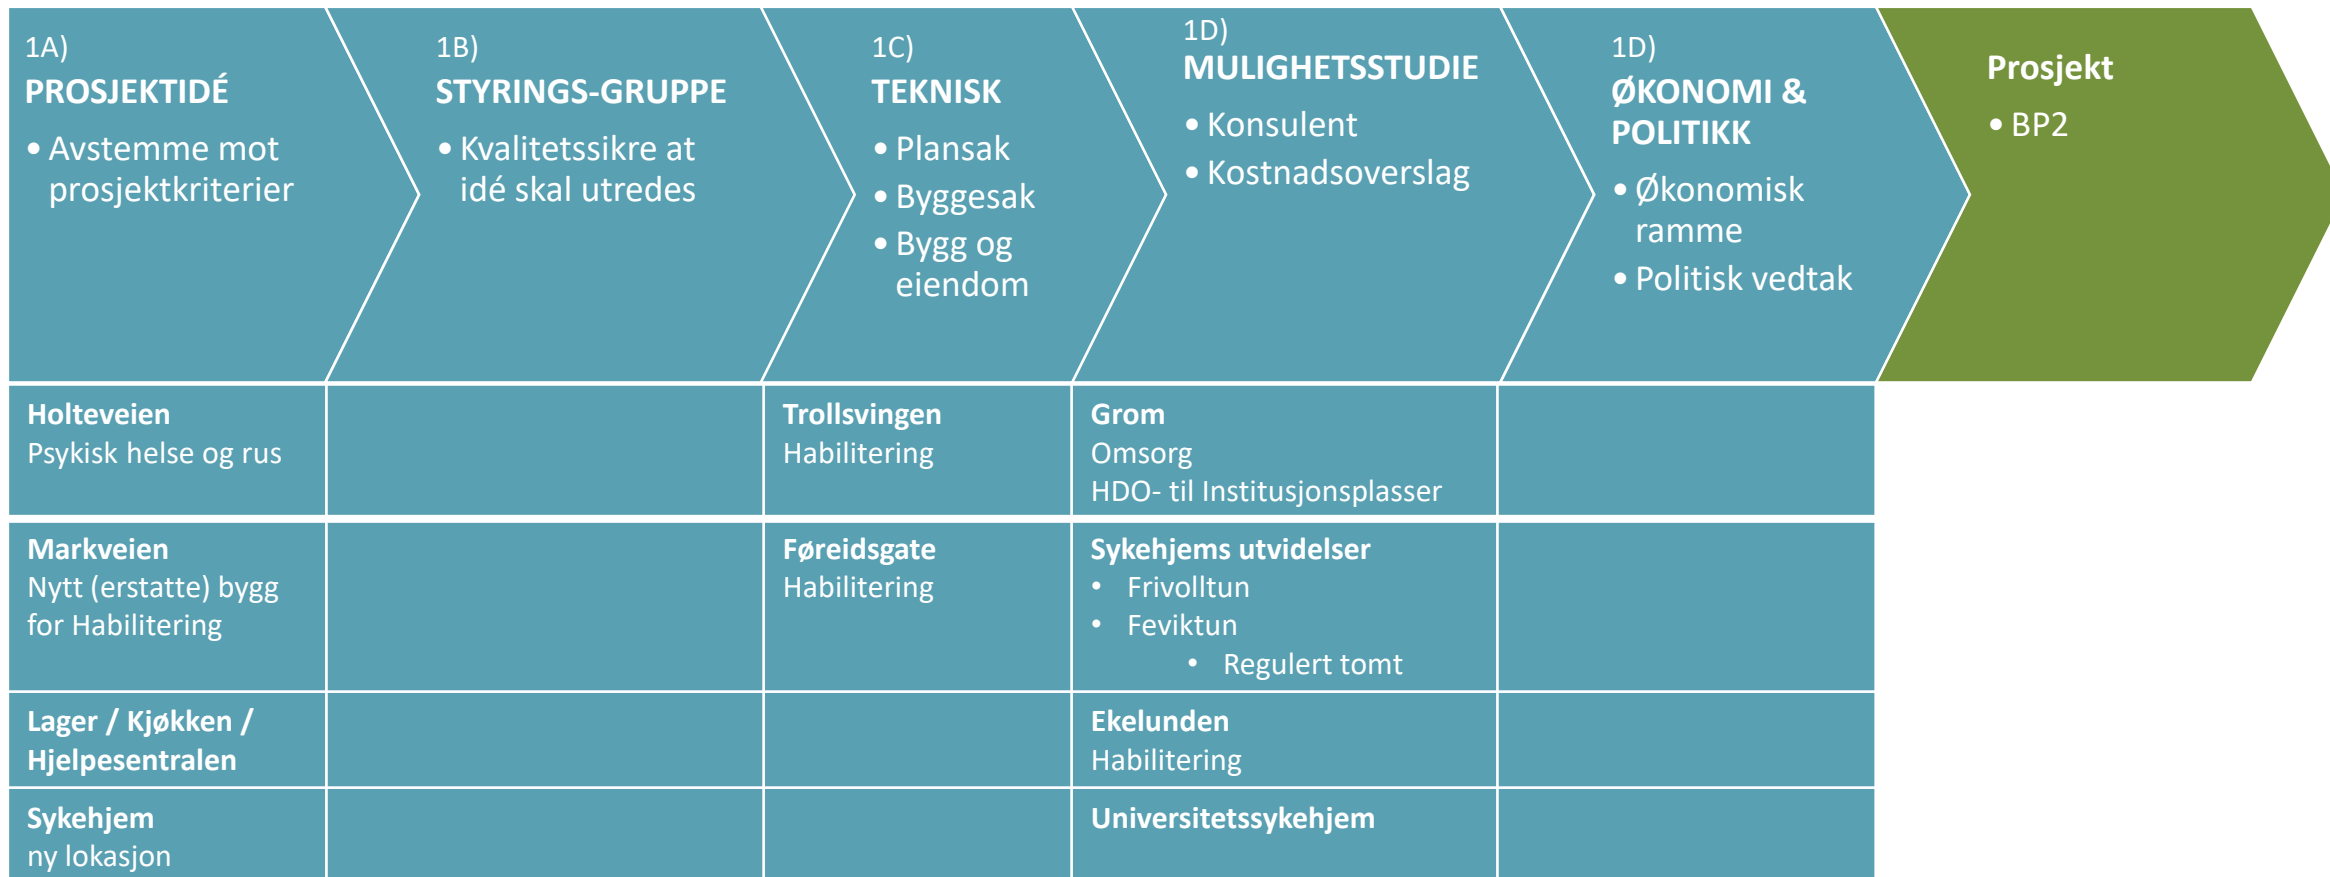 1A)
PROSJEKTIDÉ
• Avstemme mot
prosjektkriterier
1B)
STYRINGS-GRUPPE
• Kvalitetssikre at
idé skal utredes
1C)
TEKNISK
• Plansak
• Byggesak
• Bygg og
eiendom
1D)
MULIGHETSSTUDIE
• Konsulent
• Kostnadsoverslag
1D)
ØKONOMI &
POLITIKK
• Økonomisk
ramme
• Politisk vedtak
Prosjekt
• BP2
Holteveien
Psykisk helse og rus
Trollsvingen
Habilitering
Grom
Omsorg
HDO- til Institusjonsplasser
Markveien
Nytt (erstatte) bygg
for Habilitering
Føreidsgate
Habilitering
Sykehjems utvidelser
• Frivolltun
• Feviktun
• Regulert tomt
Lager / Kjøkken /
Hjelpesentralen
Ekelunden
Habilitering
Sykehjem
ny lokasjon
Universitetssykehjem